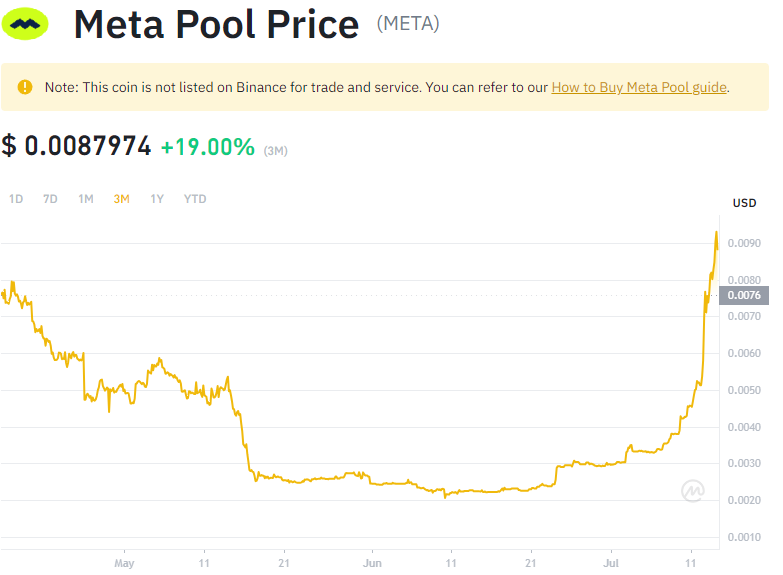 Meta Pool Price (META)
Note: This coin is not listed on Binance for trade and service. You can refer to our How to Buy Meta Pool guide.
$ 0.0087974 +19.00% (3M)
1D 7D 1M 3M 1Y YTD
USD
0.0090
0.0080
0.0076
0.0070
0.0060
0.0050
0.0040
0.0030
0.0020
0.0010
May 11 21 Jun 11 21 Jul 11